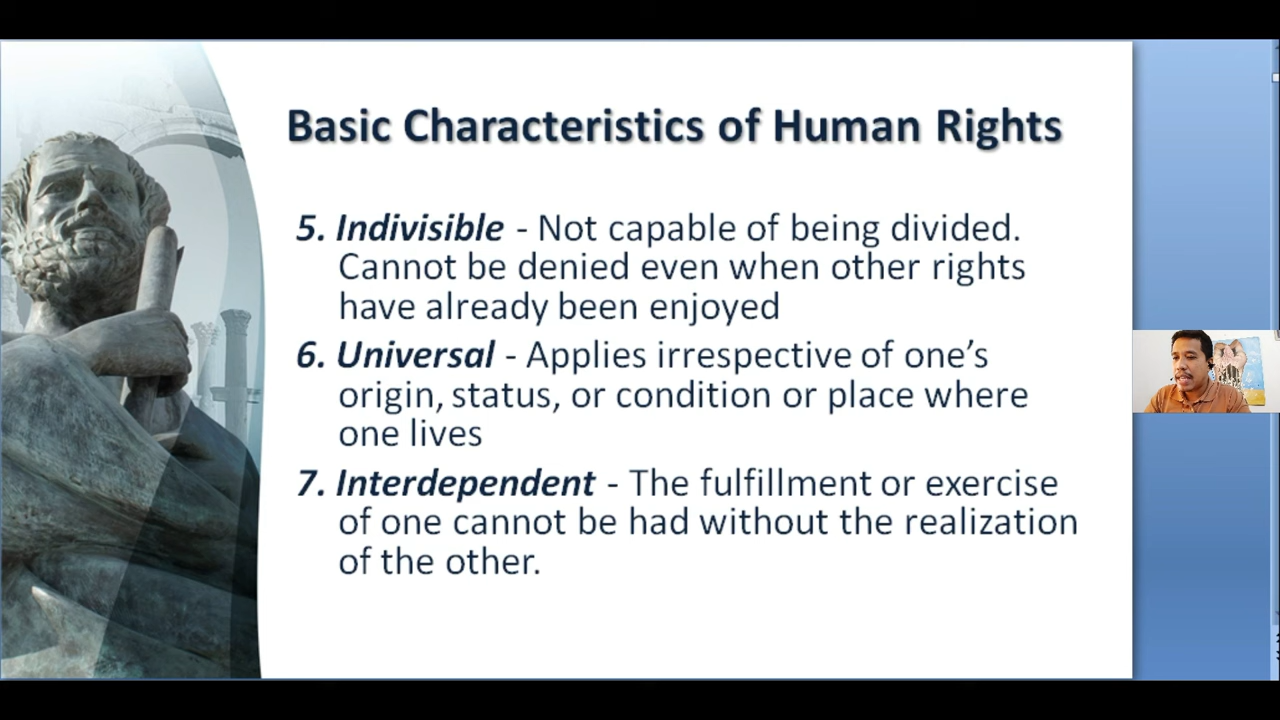 Basic Characteristics of Human Rights
5. Indivisible - Not capable of being divided.
Cannot be denied even when other rights
have already been enjoyed
6. Universal - Applies irrespective of one’s
origin, status, or condition or place where
one lives
7. Interdependent - The fulfillment or exercise
of one cannot be had without the realization
of the other.